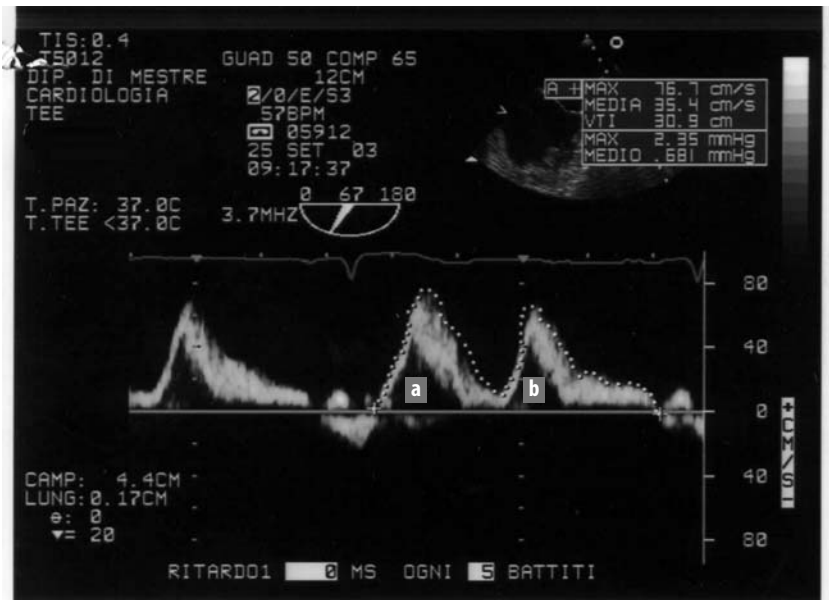 TIS:0.4
T5012
DIP. DI MESTRE
CARDIOLOGIA
TEE
GUAD 50 COMP 65
12CM
2/0/E/S3
57BPM
05912
25 SET 03
09:17:37
A + MAX 76.7 cm/s
MEDIA 35.4 cm/s
VTI 30.9 cm
MAX 2.35 mmHg
MEDIO .681 mmHg
T.PAZ: 37.0C
T.TEE <37.0C
3.7MHZ
0 67 180
80
40
a b
0
+CM/S-
40
80
CAMP: 4.4CM
LUNG:0.17CM
θ: 0
▼= 20
RITARDO1 0 MS OGNI 5 BATTITI